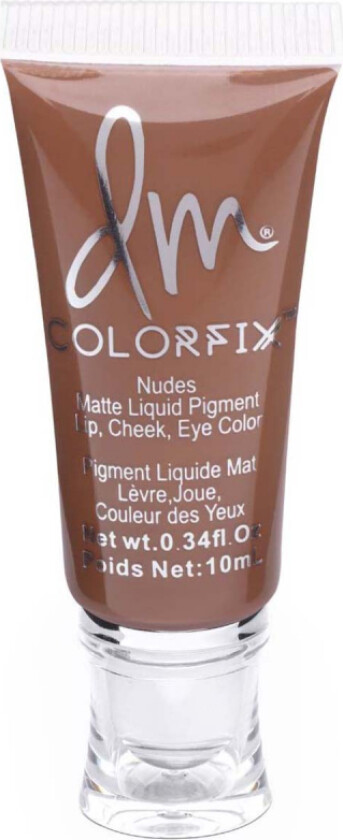 dm®
COLORFIX™
Nudes
Matte Liquid Pigment
Lip, Cheek, Eye Color
Pigment Liquide Mat
Lèvre,Joue,
Couleur des Yeux
Net wt.0.34fl.Oz
Poids Net:10mL